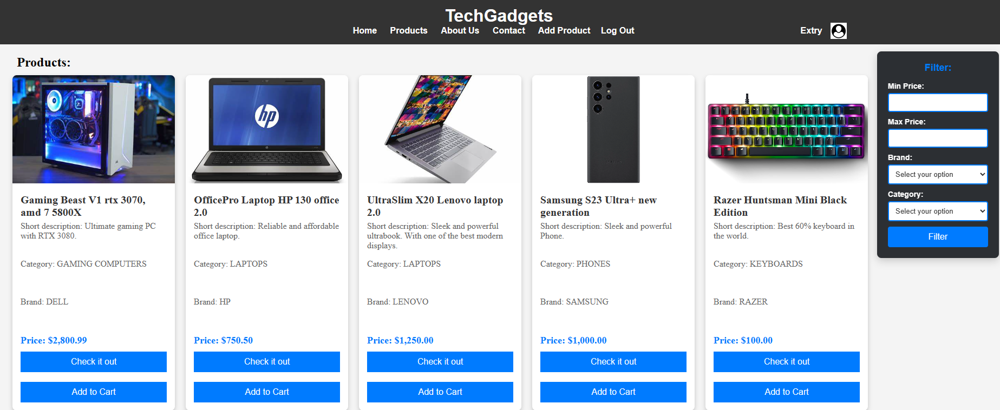 TechGadgets
Home Products About Us Contact Add Product Log Out Extry
Products:
Gaming Beast V1 rtx 3070,
amd 7 5800X
Short description: Ultimate gaming PC
with RTX 3080.
Category: GAMING COMPUTERS
Brand: DELL
Price: $2,800.99
Check it out
Add to Cart
hp
OfficePro Laptop HP 130 office
2.0
Short description: Reliable and affordable
office laptop.
Category: LAPTOPS
Brand: HP
Price: $750.50
Check it out
Add to Cart
UltraSlim X20 Lenovo laptop
2.0
Short description: Sleek and powerful
ultrabook. With one of the best modern
displays.
Category: LAPTOPS
Brand: LENOVO
Price: $1,250.00
Check it out
Add to Cart
SAMSUNG
Samsung S23 Ultra+ new
generation
Short description: Sleek and powerful
Phone.
Category: PHONES
Brand: SAMSUNG
Price: $1,000.00
Check it out
Add to Cart
Razer Huntsman Mini Black
Edition
Short description: Best 60% keyboard in
the world.
Category: KEYBOARDS
Brand: RAZER
Price: $100.00
Check it out
Add to Cart
Filter:
Min Price:
Max Price:
Brand:
Select your option
Category:
Select your option
Filter